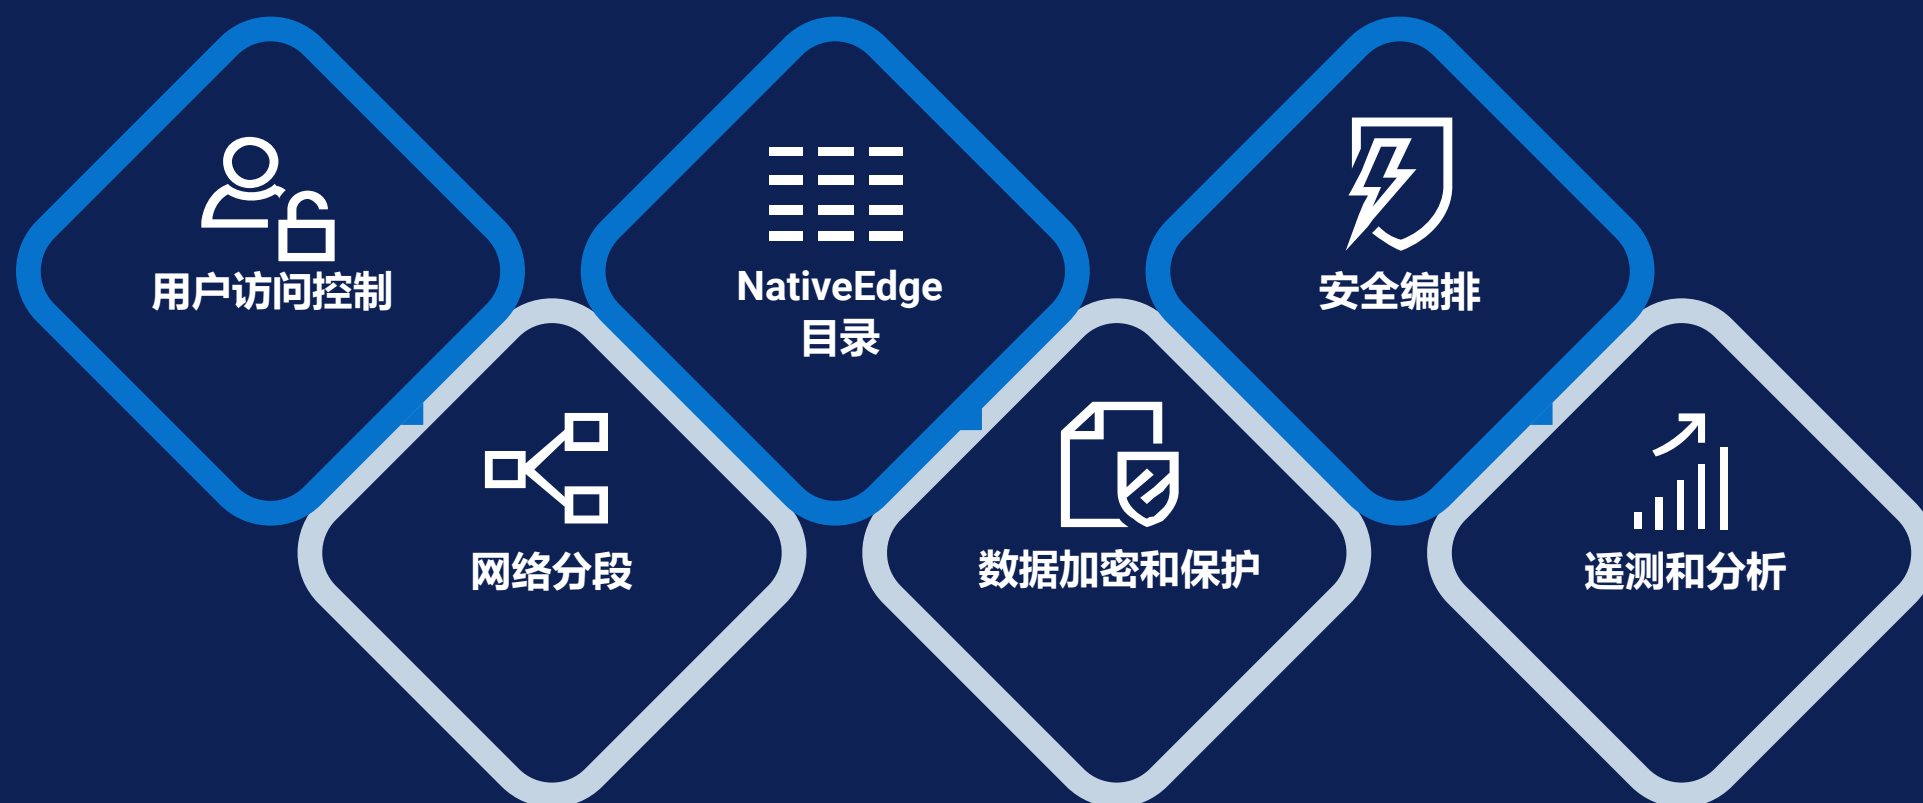 用户访问控制
NativeEdge
目录
安全编排
网络分段
数据加密和保护
遥测和分析